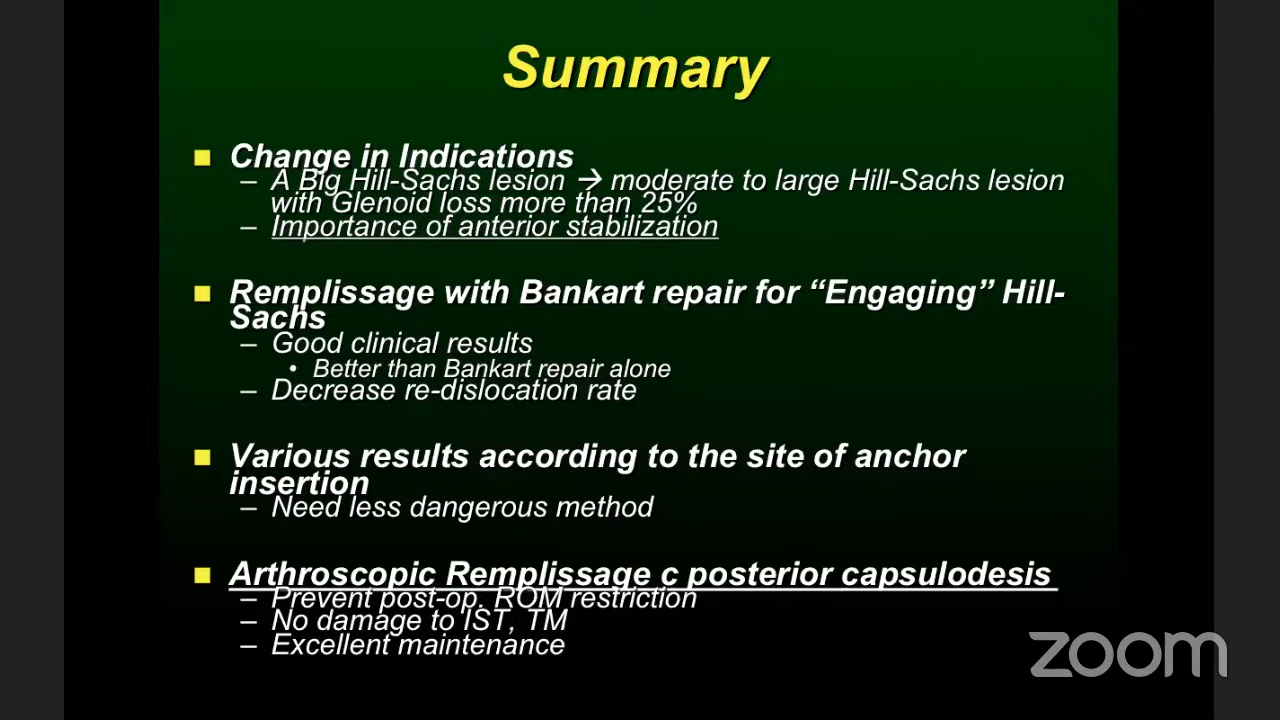 Summary
Change in Indications
– A Big Hill-Sachs lesion → moderate to large Hill-Sachs lesion
with Glenoid loss more than 25%
– Importance of anterior stabilization
Remplissage with Bankart repair for “Engaging” Hill-
Sachs
– Good clinical results
• Better than Bankart repair alone
– Decrease re-dislocation rate
Various results according to the site of anchor
insertion
– Need less dangerous method
Arthroscopic Remplissage c posterior capsulodesis
– Prevent post-op. ROM restriction
– No damage to IST, TM
– Excellent maintenance
zoom